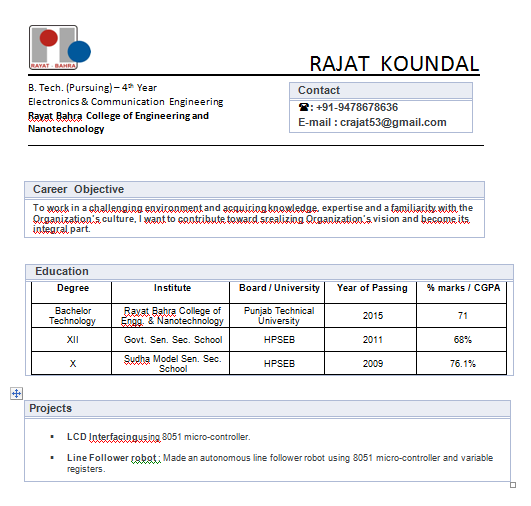 RAYAT - BAHRA
RAJAT KOUNDAL
B. Tech. (Pursuing) – 4th Year
Electronics & Communication Engineering
Rayat Bahra College of Engineering and
Nanotechnology
Contact
☎: +91-9478678636
E-mail : crajat53@gmail.com
Career Objective
To work in a challenging environment and acquiring knowledge, expertise and a familiarity with the
Organization's culture, I want to contribute toward srealizing Organization's vision and become its
integral part.
Education
Degree Institute Board / University Year of Passing % marks / CGPA
Bachelor Technology Rayat Bahra College of Engg. & Nanotechnology Punjab Technical University 2015 71
XII Govt. Sen. Sec. School HPSEB 2011 68%
X Sudha Model Sen. Sec. School HPSEB 2009 76.1%
Projects
▪ LCD Interfacingusing 8051 micro-controller.
▪ Line Follower robot : Made an autonomous line follower robot using 8051 micro-controller and variable
registers.